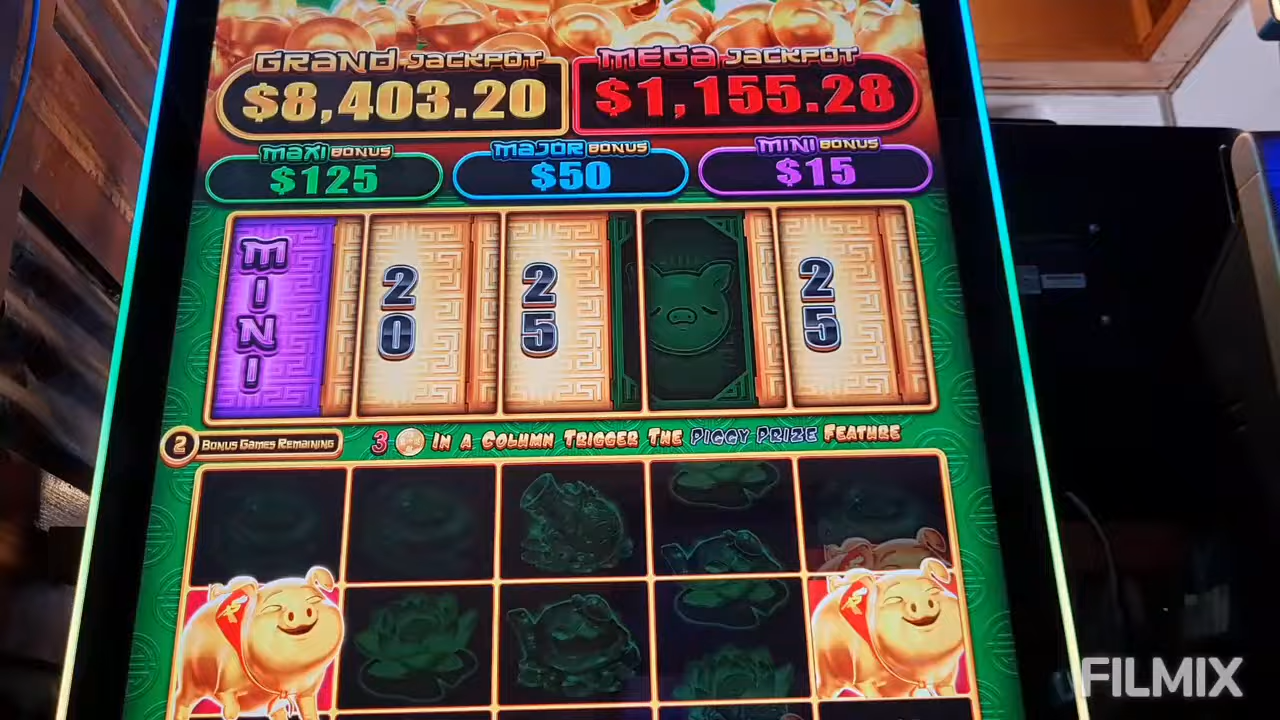 GRAND JACKPOT
$8,403.20
MEGA JACKPOT
$1,155.28
MAXI BONUS
$125
MAJOR BONUS
$50
MINI BONUS
$15
MINI
20
25
25
2 BONUS GAMES REMAINING
3 IN A COLUMN TRIGGER THE PIGGY PRIZE FEATURE
FILMIX